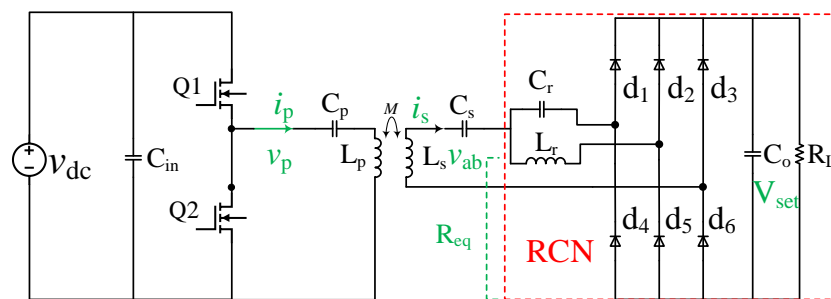 Q1
Q2
v_dc
C_in
i_p
v_p
C_p
L_p
M
i_s
L_s
C_s
v_ab
R_eq
C_r
L_r
RCN
d_1
d_2
d_3
d_4
d_5
d_6
C_o
V_set
R_L